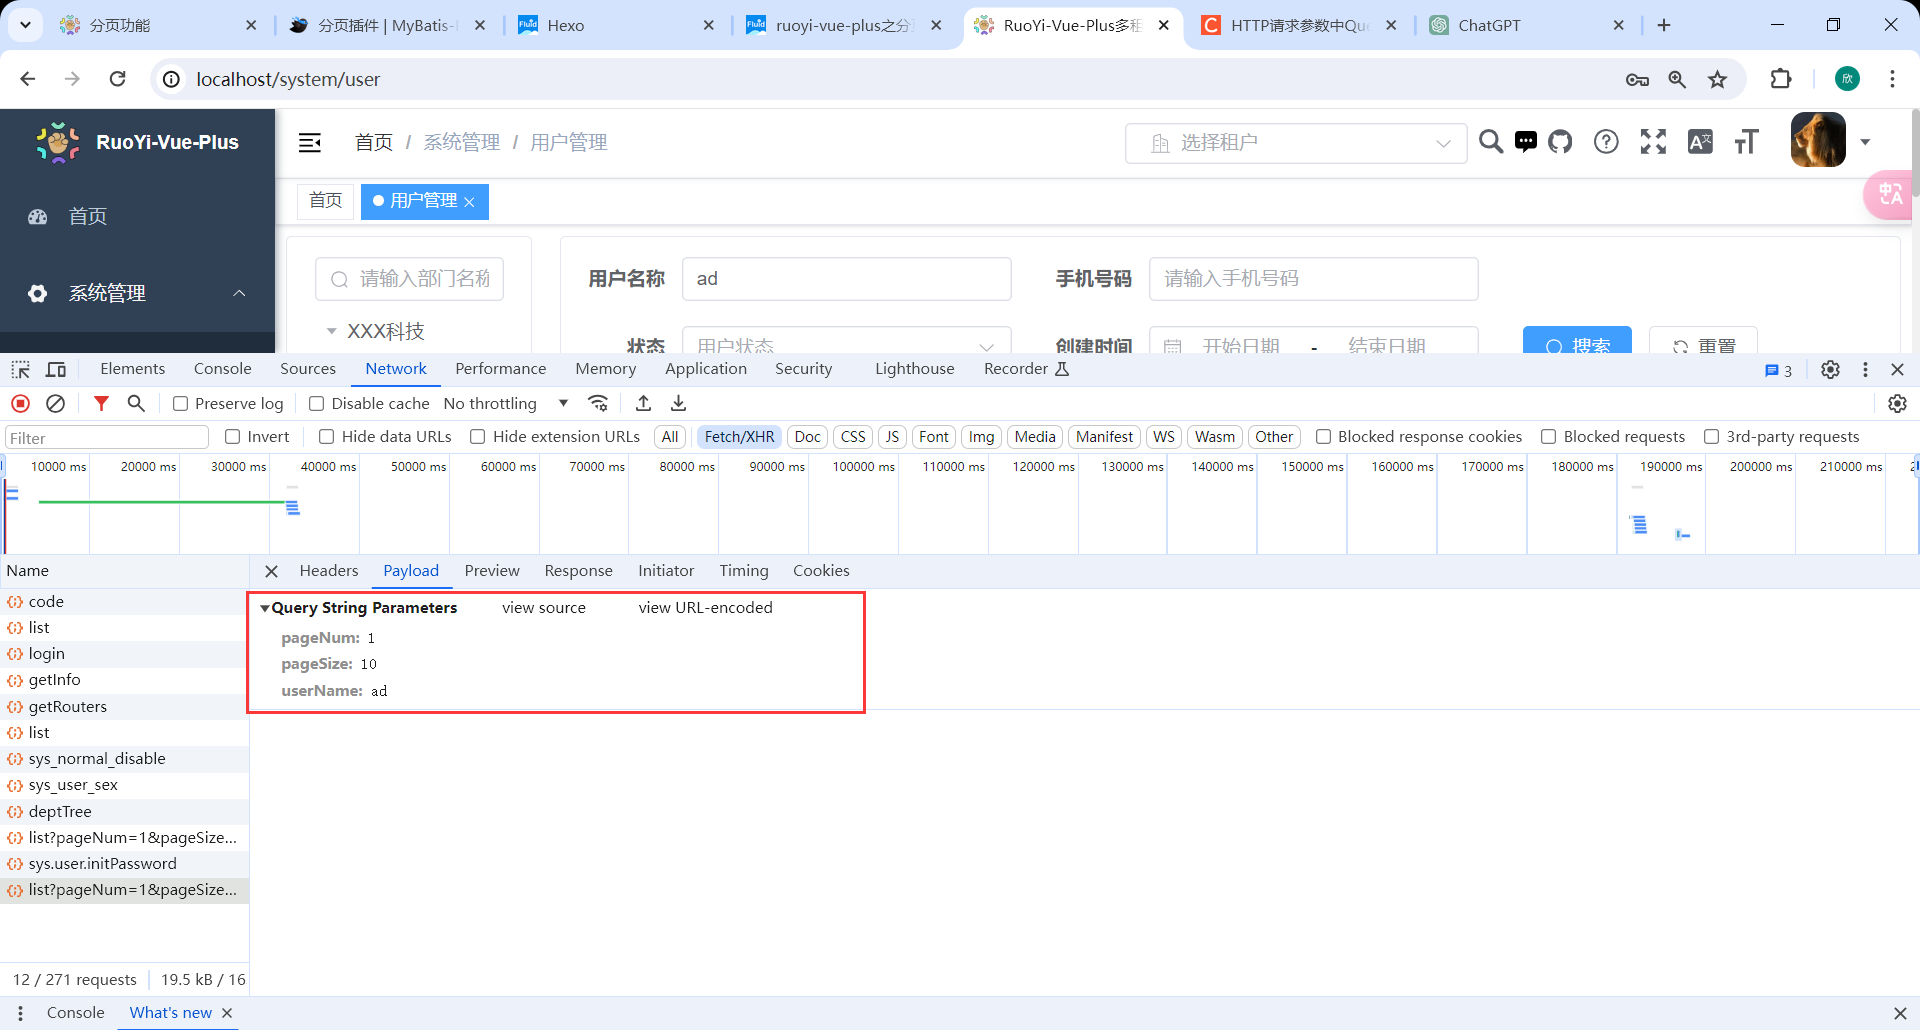 分页功能
分页插件 | MyBatis-
Hexo
ruoyi-vue-plus之分
RuoYi-Vue-Plus多租
HTTP请求参数中Que
ChatGPT
localhost/system/user
欣
RuoYi-Vue-Plus
首页 / 系统管理 / 用户管理
选择租户
首页
用户管理
首页
系统管理
请输入部门名称
XXX科技
用户名称 ad
手机号码 请输入手机号码
状态 用户状态
创建时间 开始日期 - 结束日期
搜索 重置
Elements Console Sources Network Performance Memory Application Security Lighthouse Recorder 3
Preserve log Disable cache No throttling
Filter Invert Hide data URLs Hide extension URLs All Fetch/XHR Doc CSS JS Font Img Media Manifest WS Wasm Other Blocked response cookies Blocked requests 3rd-party requests
10000 ms 20000 ms 30000 ms 40000 ms 50000 ms 60000 ms 70000 ms 80000 ms 90000 ms 100000 ms 110000 ms 120000 ms 130000 ms 140000 ms 150000 ms 160000 ms 170000 ms 180000 ms 190000 ms 200000 ms 210000 ms
Name
Headers Payload Preview Response Initiator Timing Cookies
code
list
login
getInfo
getRouters
list
sys_normal_disable
sys_user_sex
deptTree
list?pageNum=1&pageSize...
sys.user.initPassword
list?pageNum=1&pageSize...
Query String Parameters view source view URL-encoded
pageNum: 1
pageSize: 10
userName: ad
12 / 271 requests 19.5 kB / 16
Console What's new